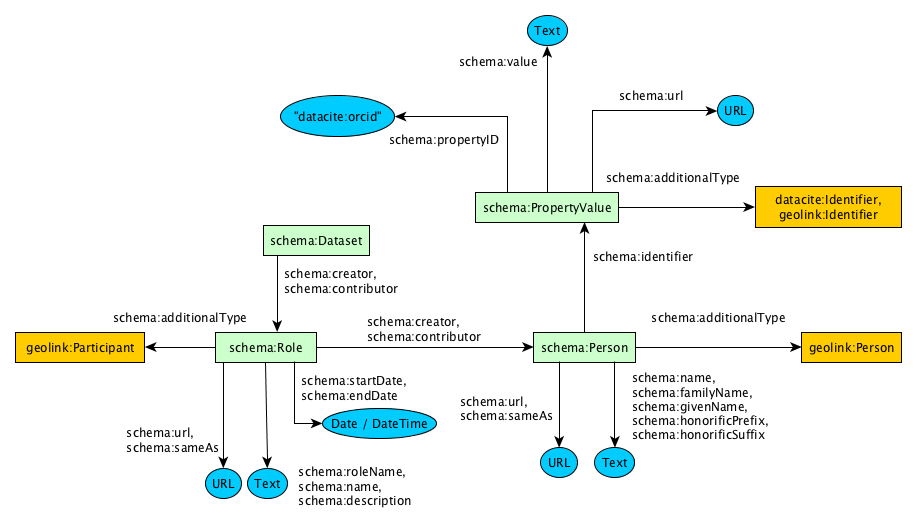 Text
schema:value
schema:url
URL
"datacite:orcid"
schema:propertyID
schema:additionalType
schema:PropertyValue
datacite:Identifier,
geolink:Identifier
schema:Dataset
schema:identifier
schema:creator,
schema:contributor
schema:additionalType
schema:creator,
schema:contributor
schema:additionalType
geolink:Participant
schema:Role
schema:Person
geolink:Person
schema:startDate,
schema:endDate
schema:url,
schema:sameAs
schema:name,
schema:familyName,
schema:givenName,
schema:honorificPrefix,
schema:honorificSuffix
Date / DateTime
schema:url,
schema:sameAs
URL
Text
URL
Text
schema:roleName,
schema:name,
schema:description